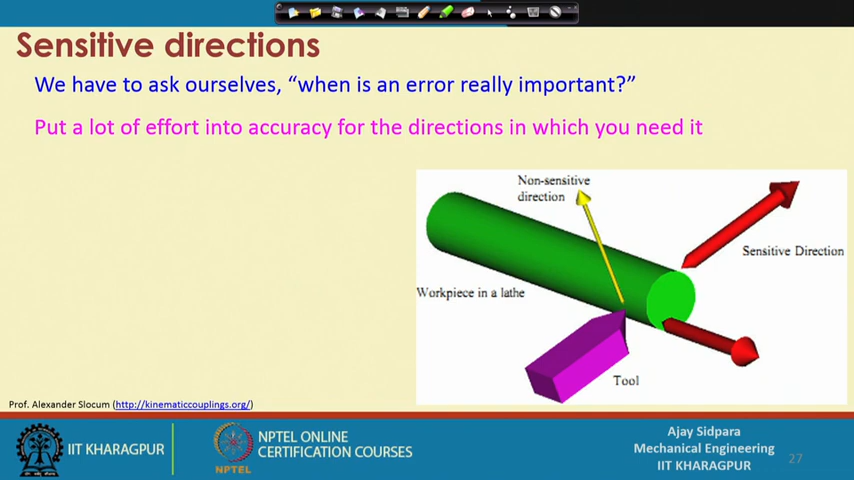 Sensitive directions
We have to ask ourselves, “when is an error really important?”
Put a lot of effort into accuracy for the directions in which you need it
Non-sensitive
direction
Sensitive Direction
Workpiece in a lathe
Tool
Prof. Alexander Slocum (http://kinematiccouplings.org/)
IIT KHARAGPUR
NPTEL
NPTEL ONLINE
CERTIFICATION COURSES
Ajay Sidpara
Mechanical Engineering
IIT KHARAGPUR
27